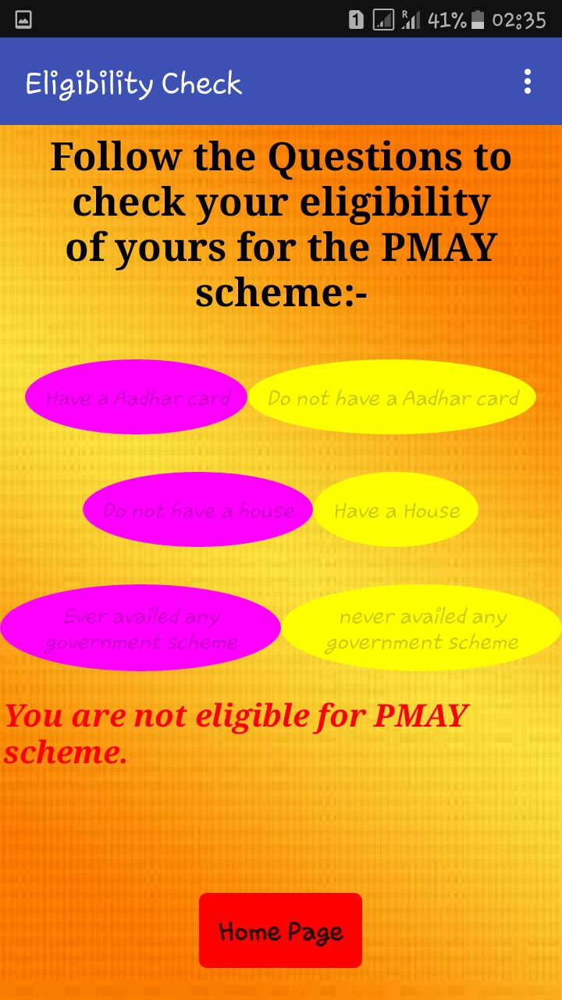 1 R 41% 02:35
Eligibility Check
Follow the Questions to
check your eligibility
of yours for the PMAY
scheme:-
Have a Aadhar card Do not have a Aadhar card
Do not have a house Have a House
Ever availed any never availed any
government scheme government scheme
You are not eligible for PMAY
scheme.
Home Page